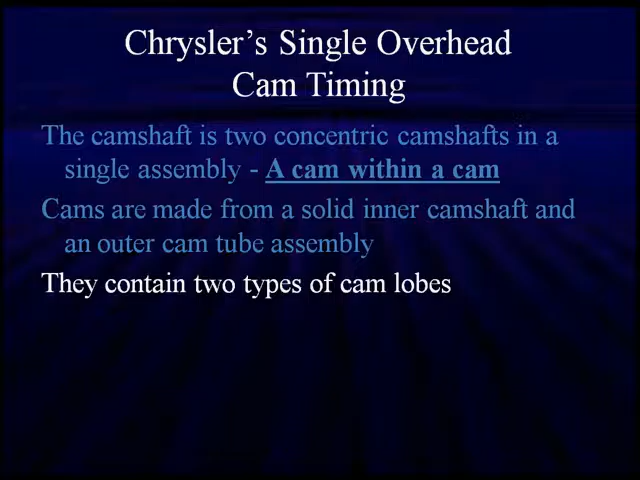 Chrysler's Single Overhead
Cam Timing
The camshaft is two concentric camshafts in a
single assembly - A cam within a cam
Cams are made from a solid inner camshaft and
an outer cam tube assembly
They contain two types of cam lobes